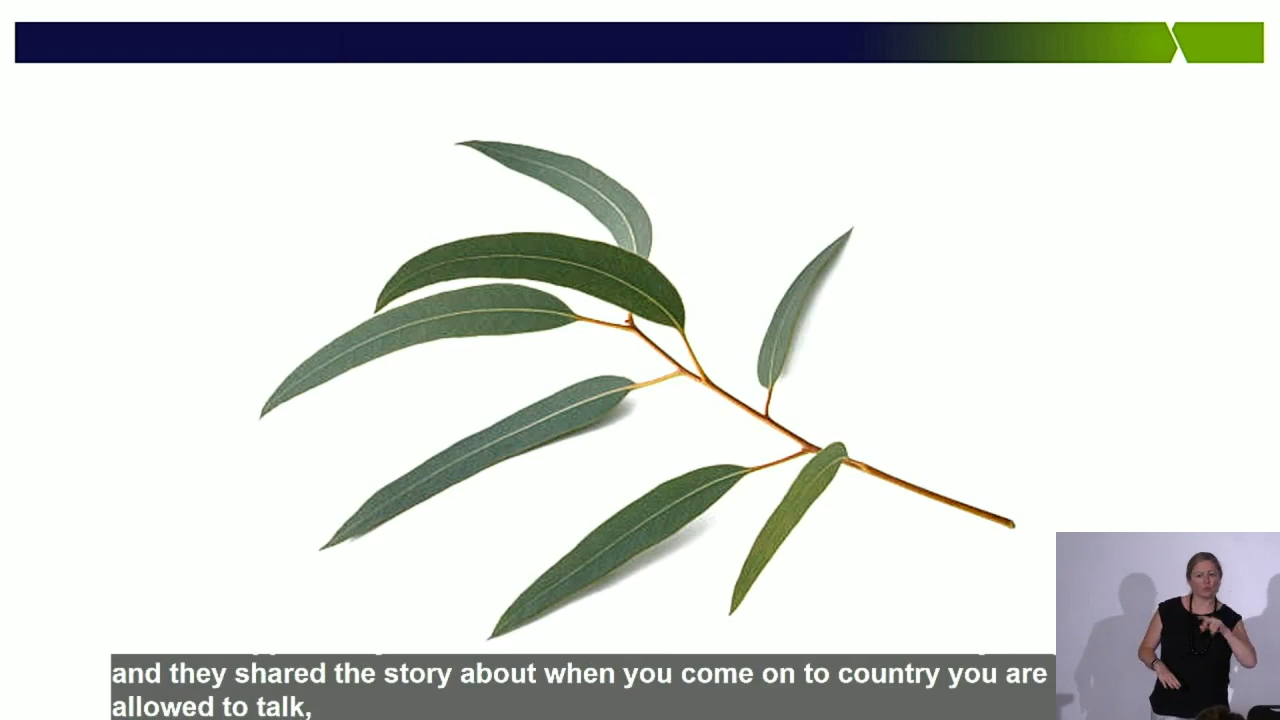 and they shared the story about when you come on to country you are
allowed to talk,